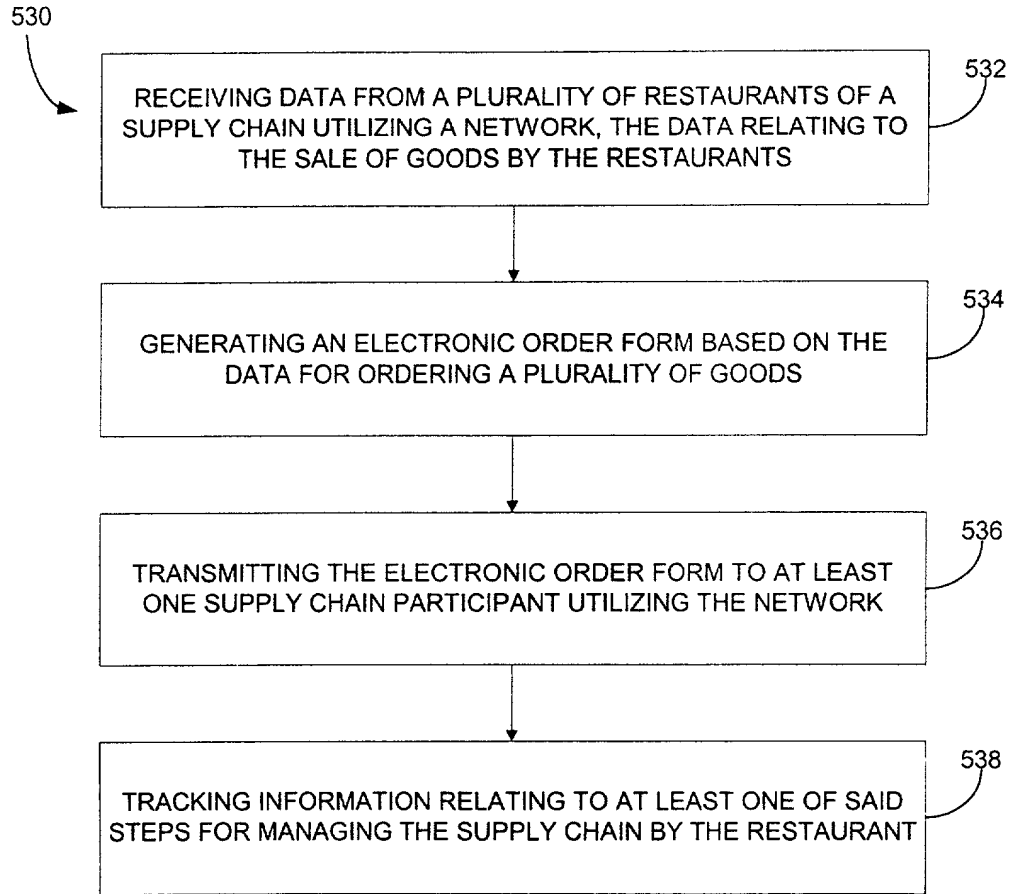 530
532
RECEIVING DATA FROM A PLURALITY OF RESTAURANTS OF A
SUPPLY CHAIN UTILIZING A NETWORK, THE DATA RELATING TO
THE SALE OF GOODS BY THE RESTAURANTS
534
GENERATING AN ELECTRONIC ORDER FORM BASED ON THE
DATA FOR ORDERING A PLURALITY OF GOODS
536
TRANSMITTING THE ELECTRONIC ORDER FORM TO AT LEAST
ONE SUPPLY CHAIN PARTICIPANT UTILIZING THE NETWORK
538
TRACKING INFORMATION RELATING TO AT LEAST ONE OF SAID
STEPS FOR MANAGING THE SUPPLY CHAIN BY THE RESTAURANT